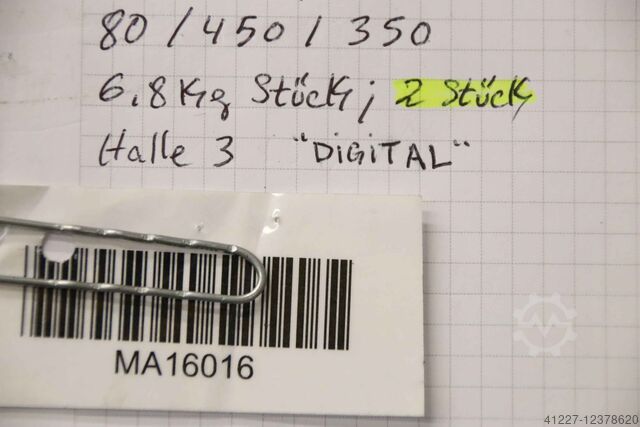 80 / 450 / 350
6,8 Kg Stück; 2 Stück
Halle 3 "DiGiTAL"
MA16016
41227-12378620